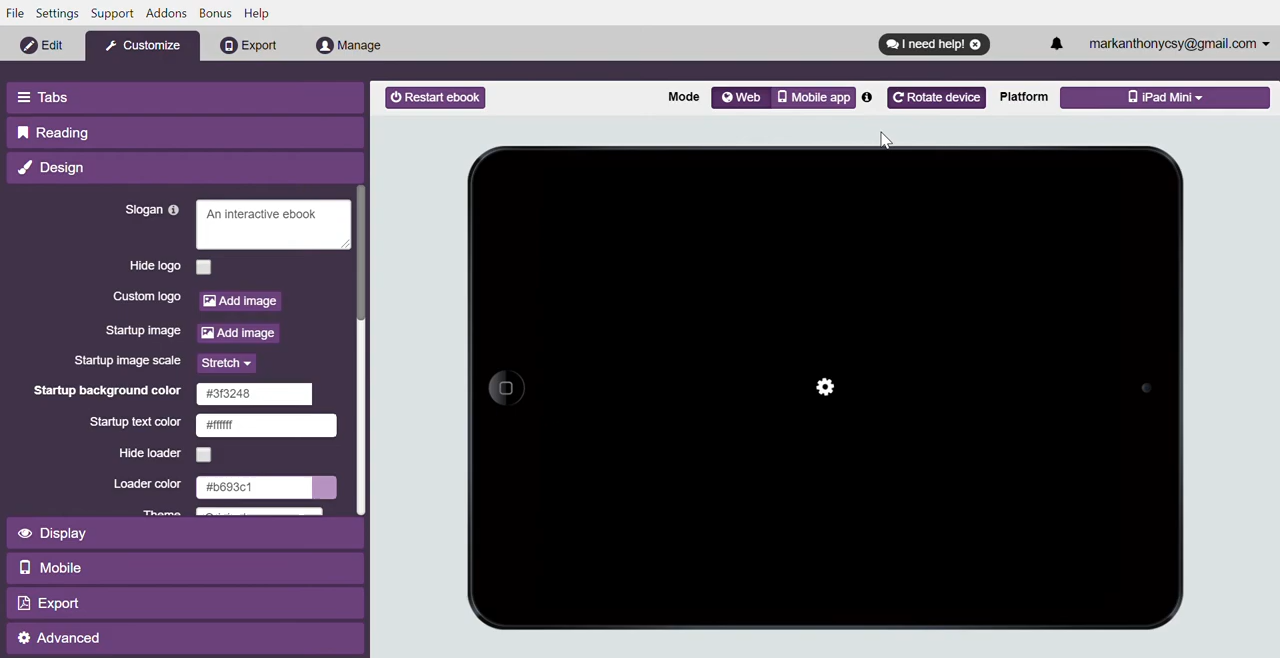 File Settings Support Addons Bonus Help
Edit Customize Export Manage I need help! markanthonycsy@gmail.com
Tabs
Restart ebook Mode Web Mobile app Rotate device Platform iPad Mini
Reading
Design
Slogan An interactive ebook
Hide logo
Custom logo Add image
Startup image Add image
Startup image scale Stretch
Startup background color #3f3248
Startup text color #ffffff
Hide loader
Loader color #b693c1
Theme
Display
Mobile
Export
Advanced